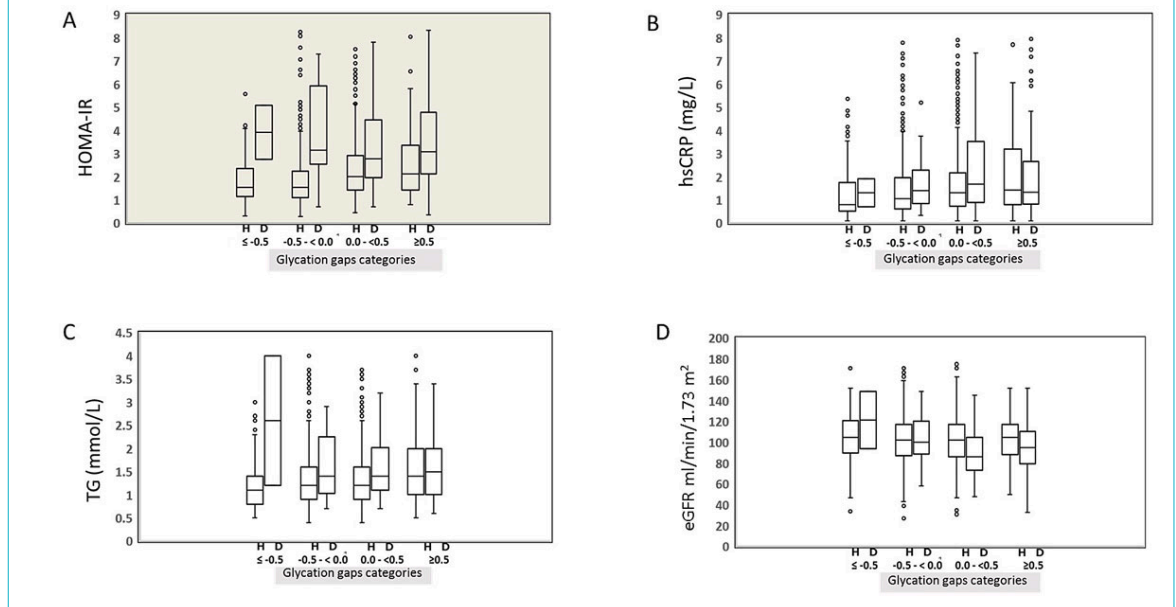 A
HOMA-IR
9
8
7
6
5
4
3
2
1
0
H D H D H D H D
≤ -0.5 -0.5 - < 0.0 0.0 - <0.5 ≥0.5
Glycation gaps categories
B
hsCRP (mg/L)
9
8
7
6
5
4
3
2
1
0
H D H D H D H D
≤ -0.5 -0.5 - < 0.0 0.0 - <0.5 ≥0.5
Glycation gaps categories
C
TG (mmol/L)
4.5
4
3.5
3
2.5
2
1.5
1
0.5
0
H D H D H D H D
≤ -0.5 -0.5 - < 0.0 0.0 - <0.5 ≥0.5
Glycation gaps categories
D
eGFR ml/min/1.73 m²
200
180
160
140
120
100
80
60
40
20
0
H D H D H D H D
≤ -0.5 -0.5 - < 0.0 0.0 - <0.5 ≥0.5
Glycation gaps categories